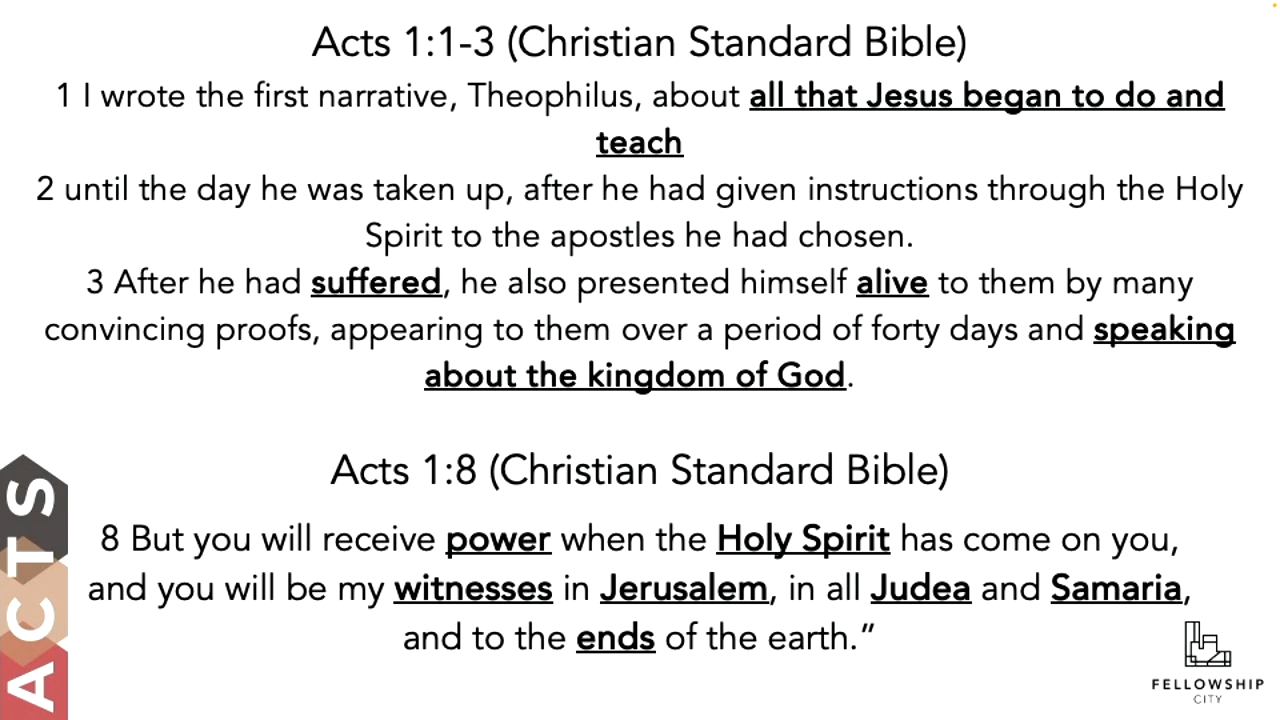 Acts 1:1-3 (Christian Standard Bible)
1 I wrote the first narrative, Theophilus, about all that Jesus began to do and
teach
2 until the day he was taken up, after he had given instructions through the Holy
Spirit to the apostles he had chosen.
3 After he had suffered, he also presented himself alive to them by many
convincing proofs, appearing to them over a period of forty days and speaking
about the kingdom of God.
Acts 1:8 (Christian Standard Bible)
8 But you will receive power when the Holy Spirit has come on you,
and you will be my witnesses in Jerusalem, in all Judea and Samaria,
and to the ends of the earth.”
ACTS
FELLOWSHIP
CITY